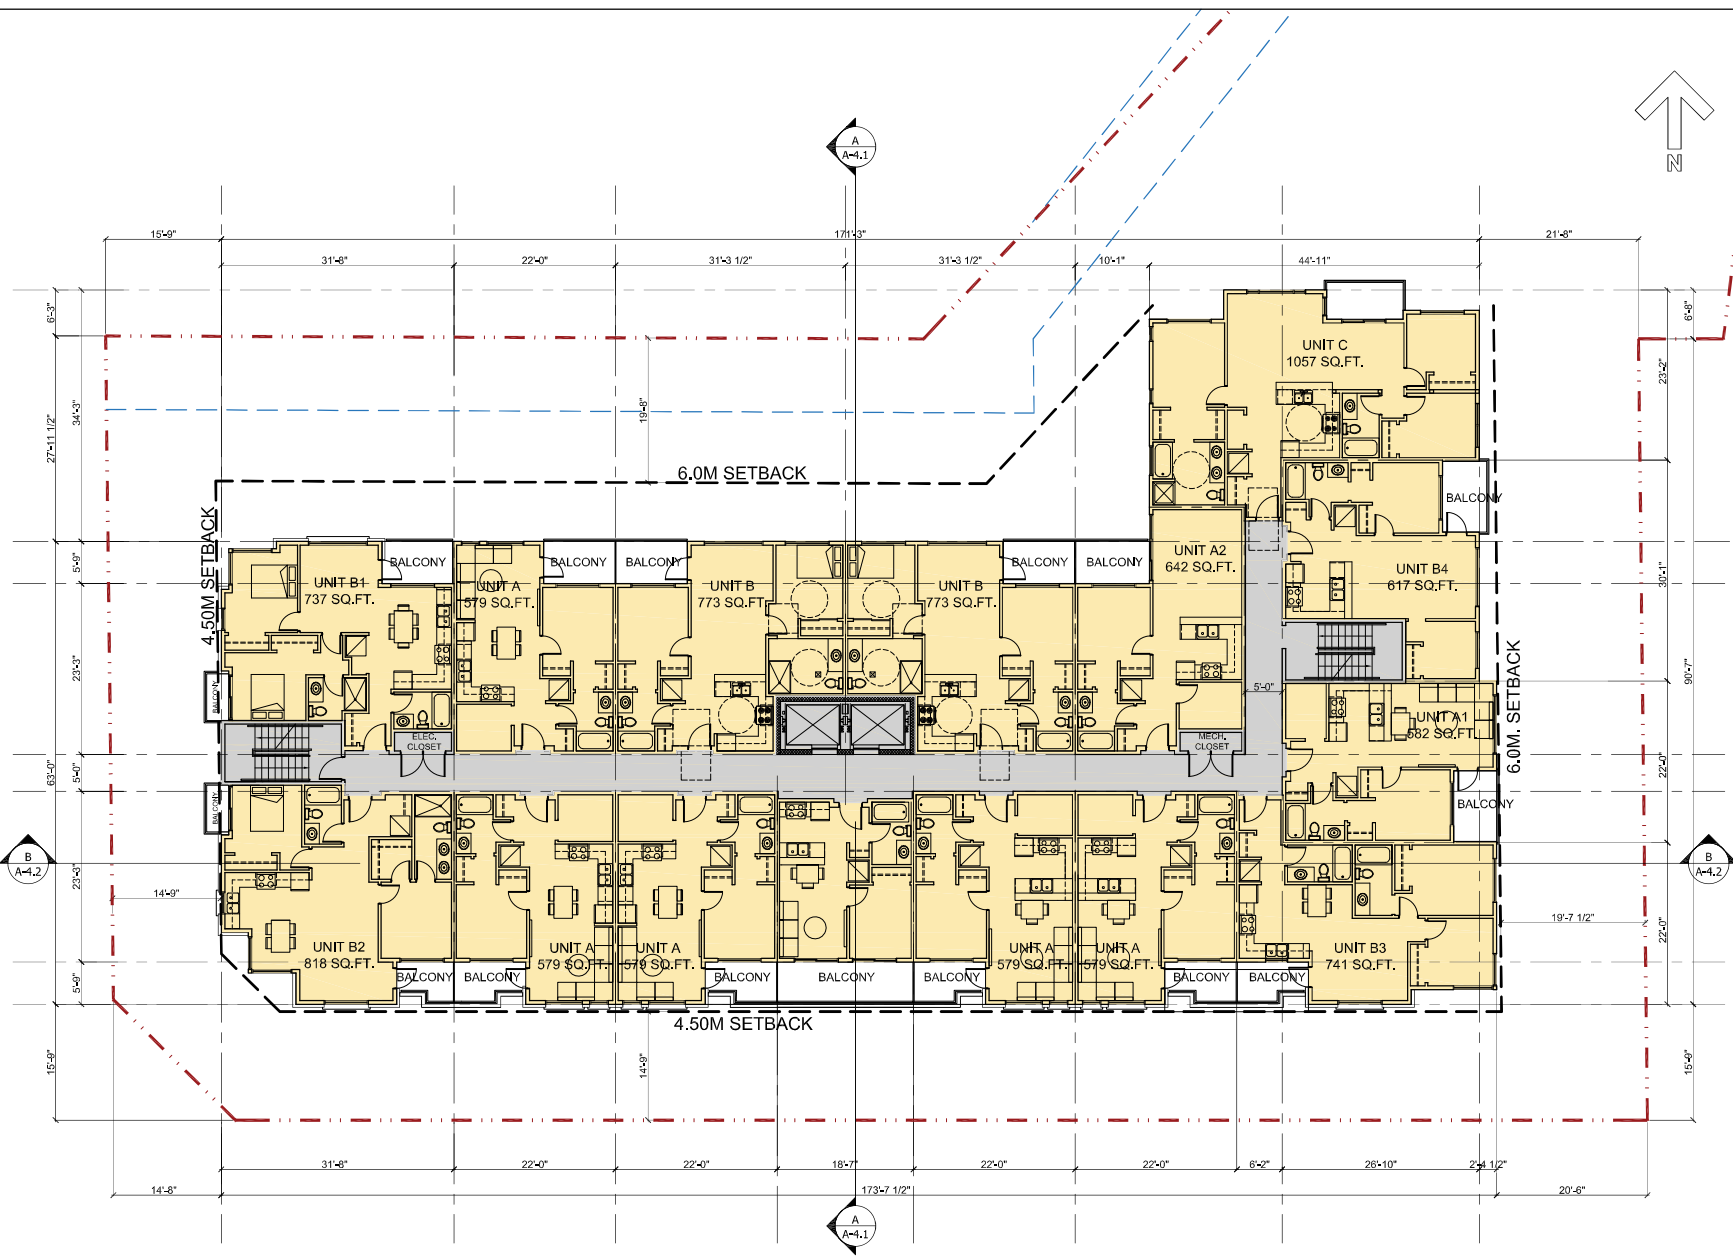 A
A-4.1
N
15'-9"
171'-3"
21'-8"
31'-8"
22'-0"
31'-3 1/2"
31'-3 1/2"
10'-1"
44'-11"
6'-3"
27'-11 1/2"
34'-3"
19'-8"
6'-8"
23'-2"
UNIT C
1057 SQ.FT.
6.0M SETBACK
4.50M SETBACK
BALCONY
BALCONY
BALCONY
BALCONY
BALCONY
BALCONY
UNIT B1
737 SQ.FT.
UNIT A
579 SQ.FT.
UNIT B
773 SQ.FT.
UNIT B
773 SQ.FT.
UNIT A2
642 SQ.FT.
UNIT B4
617 SQ.FT.
5'-9"
23'-3"
30'-1"
90'-7"
5'-0"
6.0M. SETBACK
BALCONY
UNIT A1
582 SQ.FT.
ELEC.
CLOSET
MECH.
CLOSET
63'-0"
5'-0"
22'-0"
BALCONY
BALCONY
B
A-4.2
B
A-4.2
23'-3"
14'-9"
19'-7 1/2"
22'-0"
UNIT B2
818 SQ.FT.
UNIT A
579 SQ.FT.
UNIT A
579 SQ.FT.
UNIT A
579 SQ.FT.
UNIT A
579 SQ.FT.
UNIT B3
741 SQ.FT.
5'-9"
BALCONY
BALCONY
BALCONY
BALCONY
BALCONY
BALCONY
BALCONY
4.50M SETBACK
15'-9"
14'-9"
15'-9"
31'-8"
22'-0"
22'-0"
18'-7"
22'-0"
22'-0"
6'-2"
26'-10"
2'-4 1/2"
14'-8"
173'-7 1/2"
20'-6"
A
A-4.1